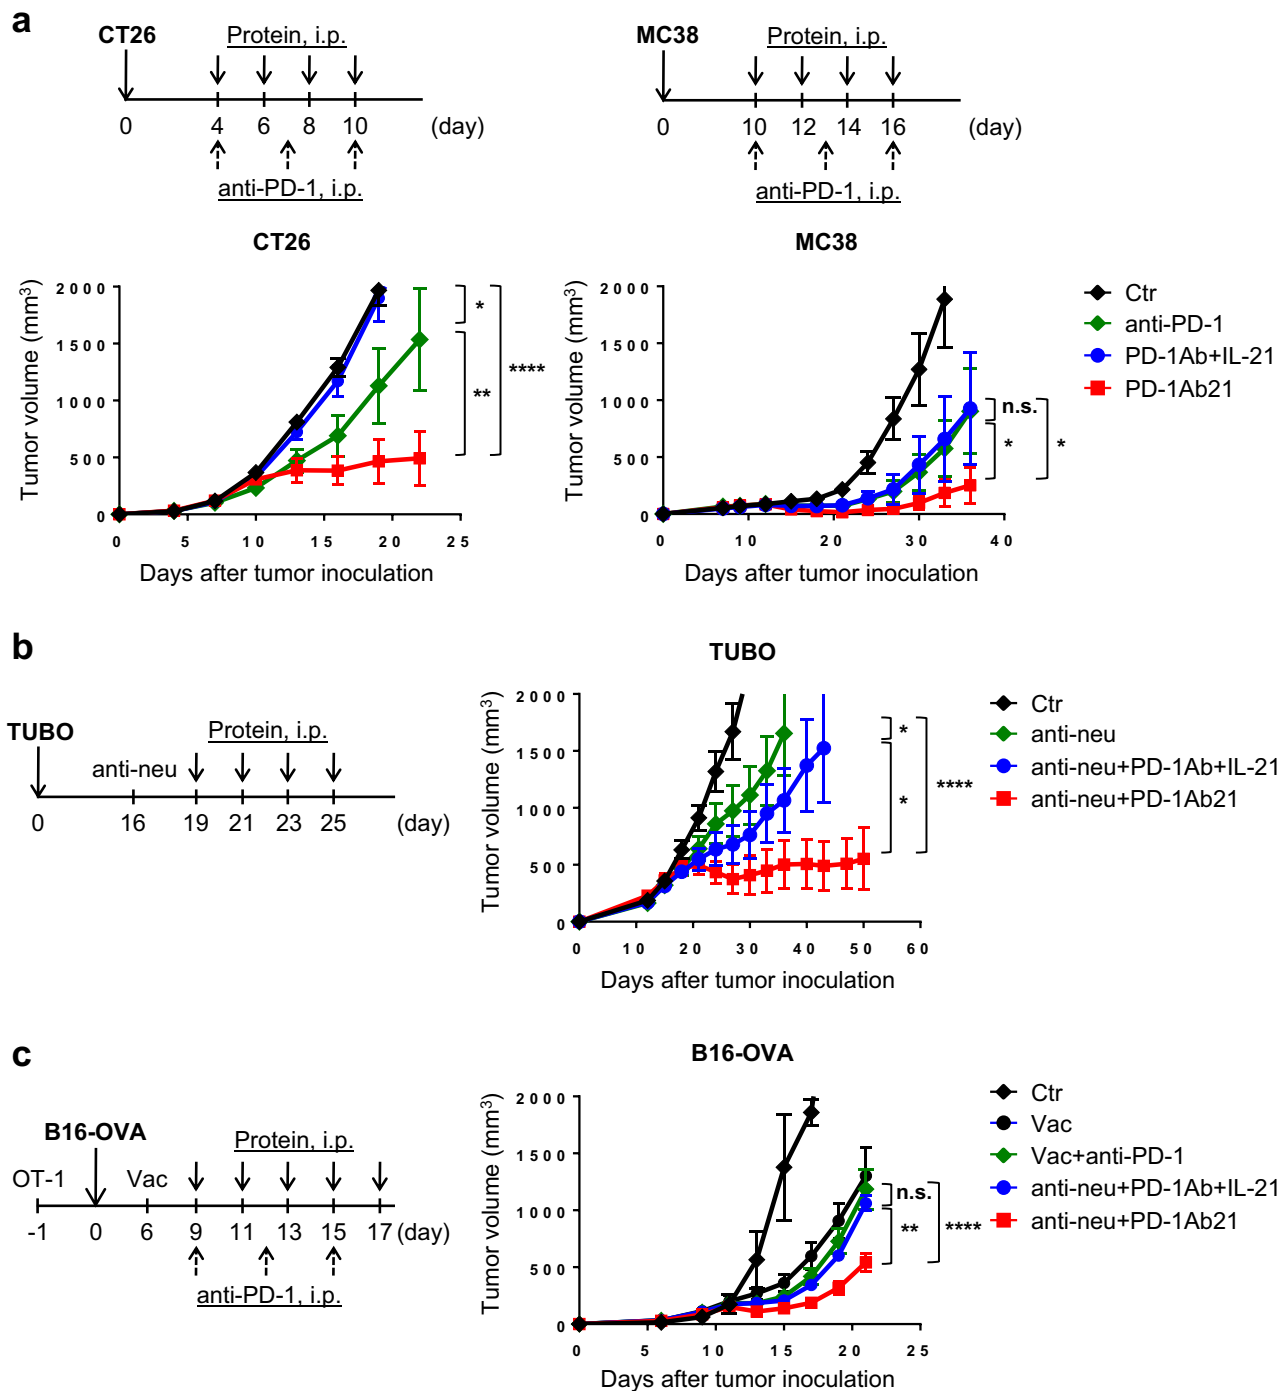 a
CT26
Protein, i.p.
0 4 6 8 10 (day)
anti-PD-1, i.p.
MC38
Protein, i.p.
0 10 12 14 16 (day)
anti-PD-1, i.p.
CT26
Tumor volume (mm³)
2000
1500
1000
500
0
0 5 10 15 20 25
Days after tumor inoculation
*
**
****
MC38
Tumor volume (mm³)
2000
1500
1000
500
0
0 10 20 30 40
Days after tumor inoculation
n.s.
*
*
Ctr
anti-PD-1
PD-1Ab+IL-21
PD-1Ab21
b
TUBO
Protein, i.p.
anti-neu
0 16 19 21 23 25 (day)
TUBO
Tumor volume (mm³)
2000
1500
1000
500
0
0 10 20 30 40 50 60
Days after tumor inoculation
*
*
****
Ctr
anti-neu
anti-neu+PD-1Ab+IL-21
anti-neu+PD-1Ab21
c
B16-OVA
Protein, i.p.
OT-1 Vac
-1 0 6 9 11 13 15 17 (day)
anti-PD-1, i.p.
B16-OVA
Tumor volume (mm³)
2000
1500
1000
500
0
0 5 10 15 20 25
Days after tumor inoculation
n.s.
**
****
Ctr
Vac
Vac+anti-PD-1
anti-neu+PD-1Ab+IL-21
anti-neu+PD-1Ab21